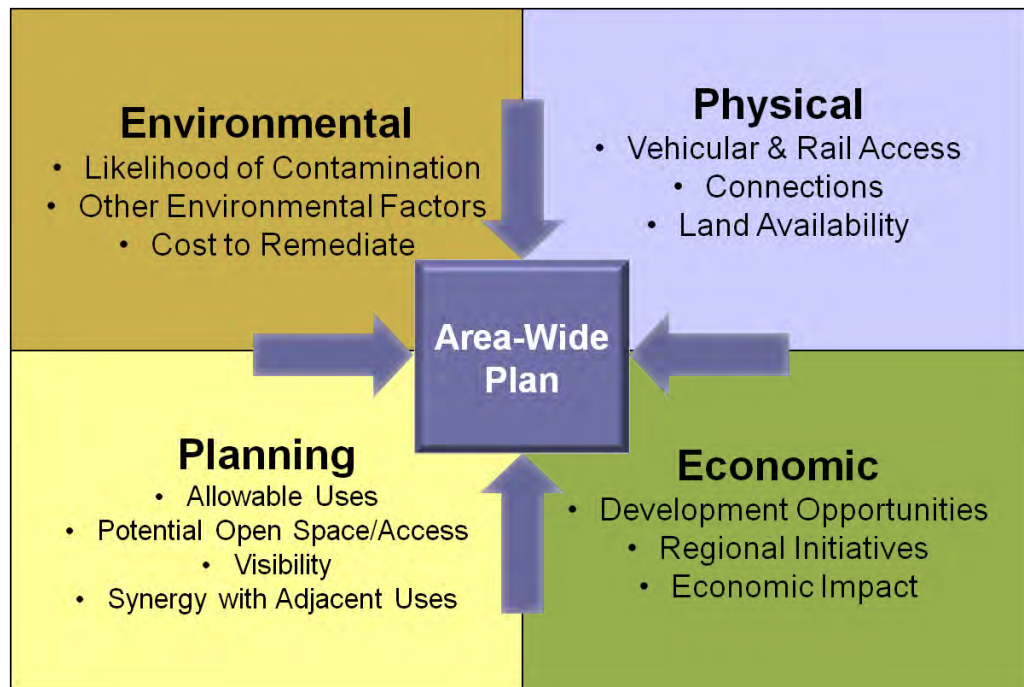 Environmental
• Likelihood of Contamination
• Other Environmental Factors
• Cost to Remediate
Physical
• Vehicular & Rail Access
• Connections
• Land Availability
Area-Wide
Plan
Planning
• Allowable Uses
• Potential Open Space/Access
• Visibility
• Synergy with Adjacent Uses
Economic
• Development Opportunities
• Regional Initiatives
• Economic Impact